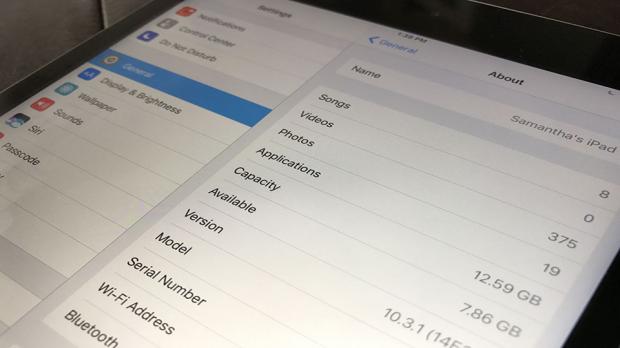 Settings
Notifications
Control Center
Do Not Disturb
General
Display & Brightness
Wallpaper
Sounds
Siri
Passcode
1:35 PM
General
About
Name
Samantha's iPad
Songs
8
Videos
0
Photos
375
Applications
19
Capacity
12.59 GB
Available
7.86 GB
Version
10.3.1 (14E
Model
Serial Number
Wi-Fi Address
Bluetooth